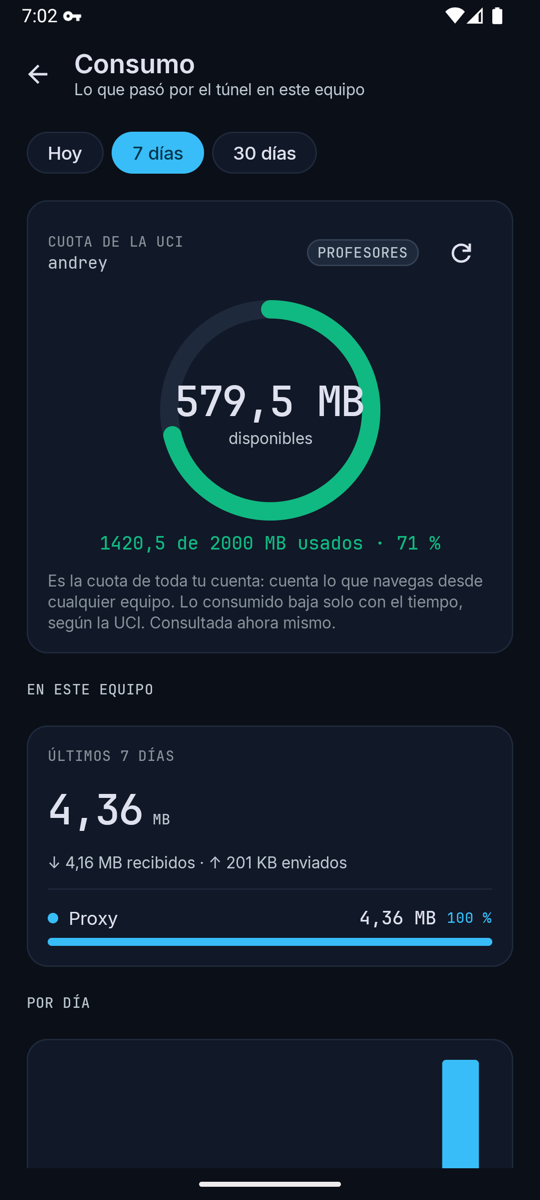 7:02
Consumo
Lo que pasó por el túnel en este equipo
Hoy
7 días
30 días
CUOTA DE LA UCI
andrey
PROFESORES
579,5 MB
disponibles
1420,5 de 2000 MB usados · 71 %
Es la cuota de toda tu cuenta: cuenta lo que navegas desde
cualquier equipo. Lo consumido baja solo con el tiempo,
según la UCI. Consultada ahora mismo.
EN ESTE EQUIPO
ÚLTIMOS 7 DÍAS
4,36 MB
↓ 4,16 MB recibidos · ↑ 201 KB enviados
Proxy 4,36 MB 100 %
POR DÍA